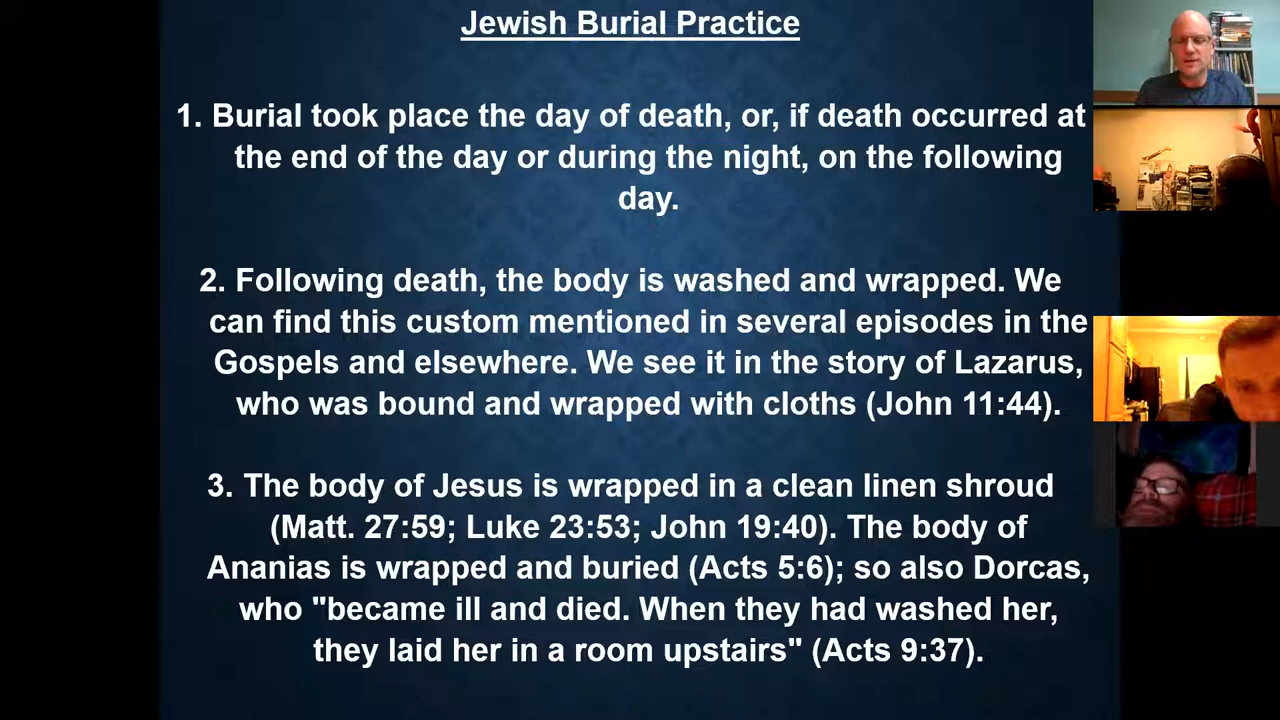 Jewish Burial Practice
1. Burial took place the day of death, or, if death occurred at
the end of the day or during the night, on the following
day.
2. Following death, the body is washed and wrapped. We
can find this custom mentioned in several episodes in the
Gospels and elsewhere. We see it in the story of Lazarus,
who was bound and wrapped with cloths (John 11:44).
3. The body of Jesus is wrapped in a clean linen shroud
(Matt. 27:59; Luke 23:53; John 19:40). The body of
Ananias is wrapped and buried (Acts 5:6); so also Dorcas,
who "became ill and died. When they had washed her,
they laid her in a room upstairs" (Acts 9:37).